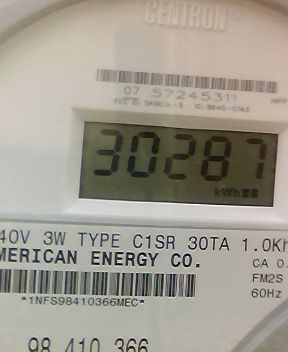 CENTRON
07 57245311
30287
kWh
40V 3W TYPE C1SR 30TA 1.0Kh
MERICAN ENERGY CO.
CA 0.
FM2S
*1NFS98410366MEC*
60Hz
98 410 366